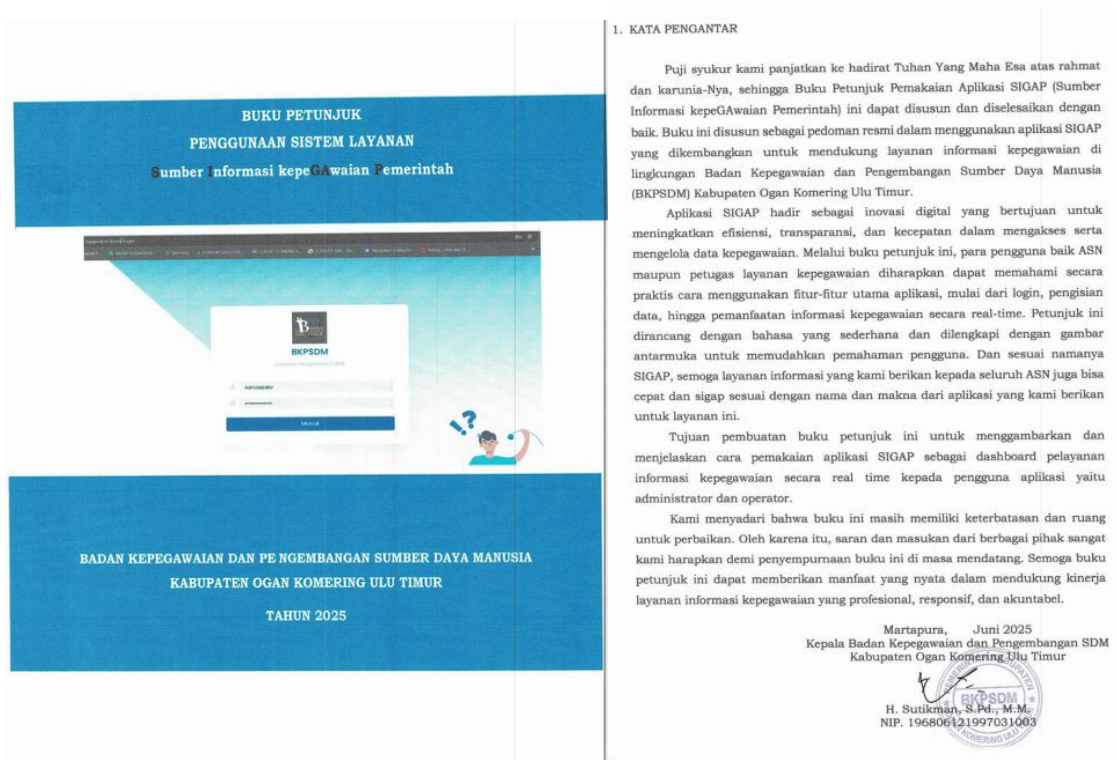 BUKU PETUNJUK
PENGGUNAAN SISTEM LAYANAN
Sumber Informasi kepeGAwaian Pemerintah
BKPSDM
Administrator
Masuk
BADAN KEPEGAWAIAN DAN PE NGEMBANGAN SUMBER DAYA MANUSIA
KABUPATEN OGAN KOMERING ULU TIMUR
TAHUN 2025
1. KATA PENGANTAR
Puji syukur kami panjatkan ke hadirat Tuhan Yang Maha Esa atas rahmat
dan karunia-Nya, sehingga Buku Petunjuk Pemakaian Aplikasi SIGAP (Sumber
Informasi kepeGAwaian Pemerintah) ini dapat disusun dan diselesaikan dengan
baik. Buku ini disusun sebagai pedoman resmi dalam menggunakan aplikasi SIGAP
yang dikembangkan untuk mendukung layanan informasi kepegawaian di
lingkungan Badan Kepegawaian dan Pengembangan Sumber Daya Manusia
(BKPSDM) Kabupaten Ogan Komering Ulu Timur.
Aplikasi SIGAP hadir sebagai inovasi digital yang bertujuan untuk
meningkatkan efisiensi, transparansi, dan kecepatan dalam mengakses serta
mengelola data kepegawaian. Melalui buku petunjuk ini, para pengguna baik ASN
maupun petugas layanan kepegawaian diharapkan dapat memahami secara
praktis cara menggunakan fitur-fitur utama aplikasi, mulai dari login, pengisian
data, hingga pemanfaatan informasi kepegawaian secara real-time. Petunjuk ini
dirancang dengan bahasa yang sederhana dan dilengkapi dengan gambar
antarmuka untuk memudahkan pemahaman pengguna. Dan sesuai namanya
SIGAP, semoga layanan informasi yang kami berikan kepada seluruh ASN juga bisa
cepat dan sigap sesuai dengan nama dan makna dari aplikasi yang kami berikan
untuk layanan ini.
Tujuan pembuatan buku petunjuk ini untuk menggambarkan dan
menjelaskan cara pemakaian aplikasi SIGAP sebagai dashboard pelayanan
informasi kepegawaian secara real time kepada pengguna aplikasi yaitu
administrator dan operator.
Kami menyadari bahwa buku ini masih memiliki keterbatasan dan ruang
untuk perbaikan. Oleh karena itu, saran dan masukan dari berbagai pihak sangat
kami harapkan demi penyempurnaan buku ini di masa mendatang. Semoga buku
petunjuk ini dapat memberikan manfaat yang nyata dalam mendukung kinerja
layanan informasi kepegawaian yang profesional, responsif, dan akuntabel.
Martapura, Juni 2025
Kepala Badan Kepegawaian dan Pengembangan SDM
Kabupaten Ogan Komering Ulu Timur
BKPSDM
H. Sutikman, S.Pd., M.M.
NIP. 196806121997031003